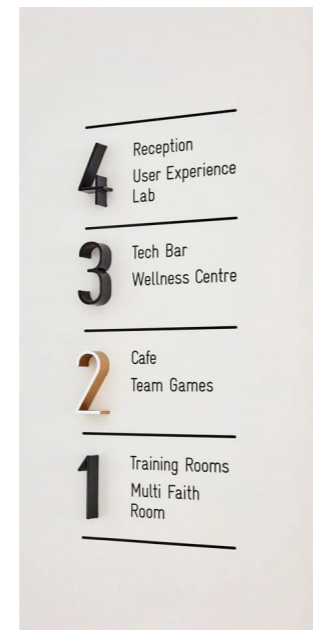 4
Reception
User Experience
Lab
3
Tech Bar
Wellness Centre
2
Cafe
Team Games
1
Training Rooms
Multi Faith
Room